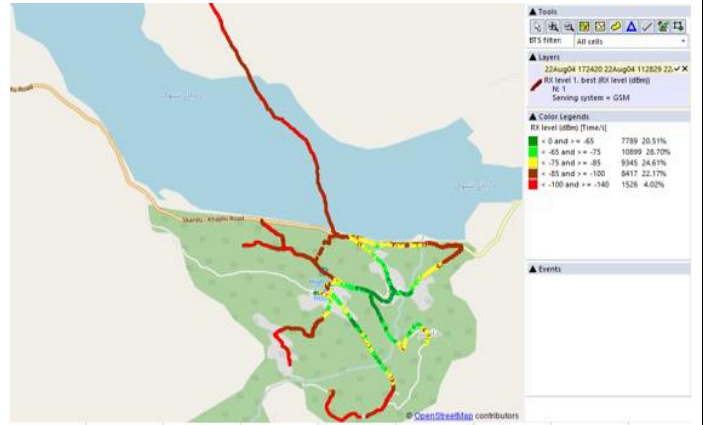 Tools
BTS filter: All cells
Layers
22Aug04 172420 22Aug04 112829 22
RX level 1. best (RX level (dBm))
N: 1
Serving system = GSM
Color Legends
RX level (dBm) [Time/s]
< 0 and >= -65 7789 20.51%
< -65 and >= -75 10899 28.70%
< -75 and >= -85 9345 24.61%
< -85 and >= -100 8417 22.17%
< -100 and >= -140 1526 4.02%
Events
Skardu - Khaplu Road
© OpenStreetMap contributors